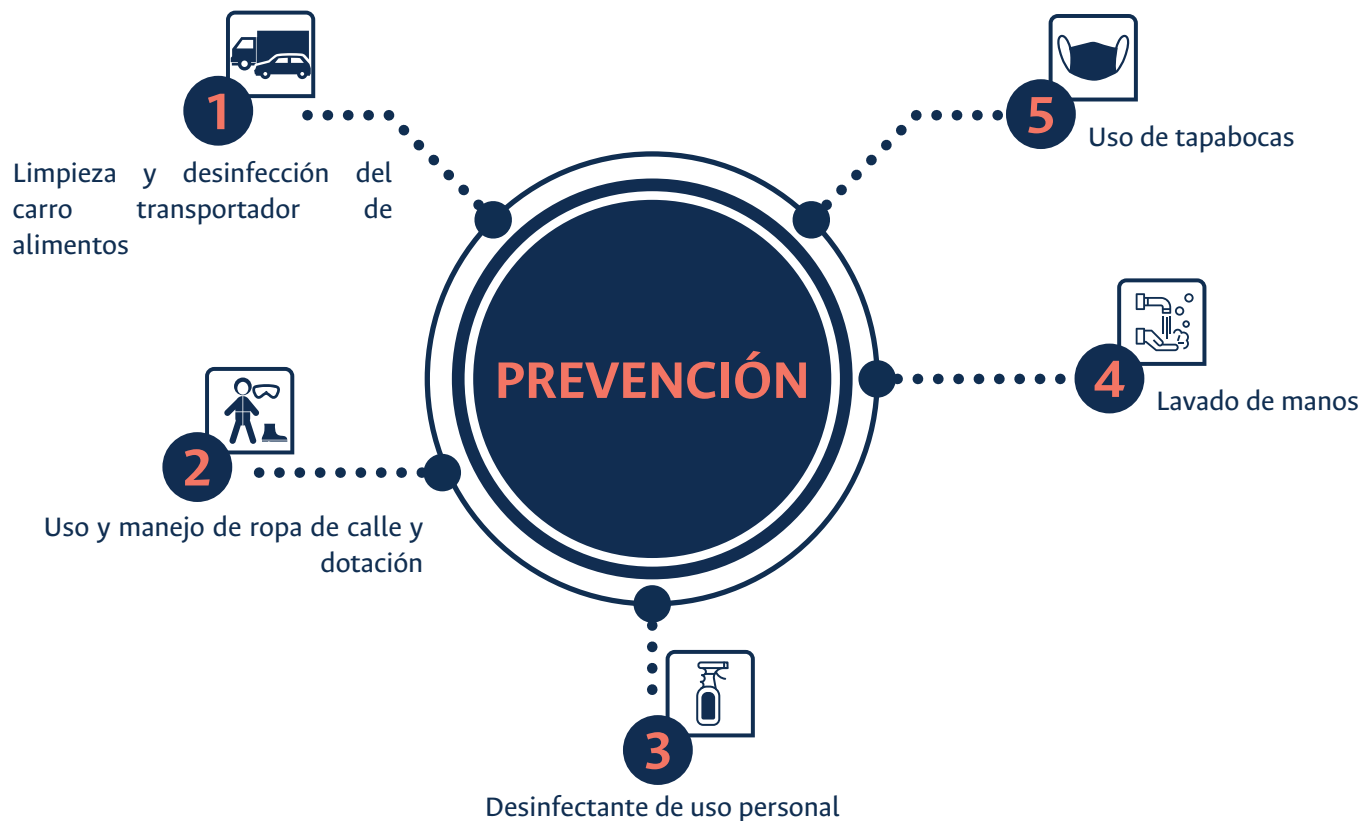 1
Limpieza y desinfección del
carro transportador de
alimentos
2
Uso y manejo de ropa de calle y
dotación
3
Desinfectante de uso personal
4
Lavado de manos
5
Uso de tapabocas
PREVENCIÓN